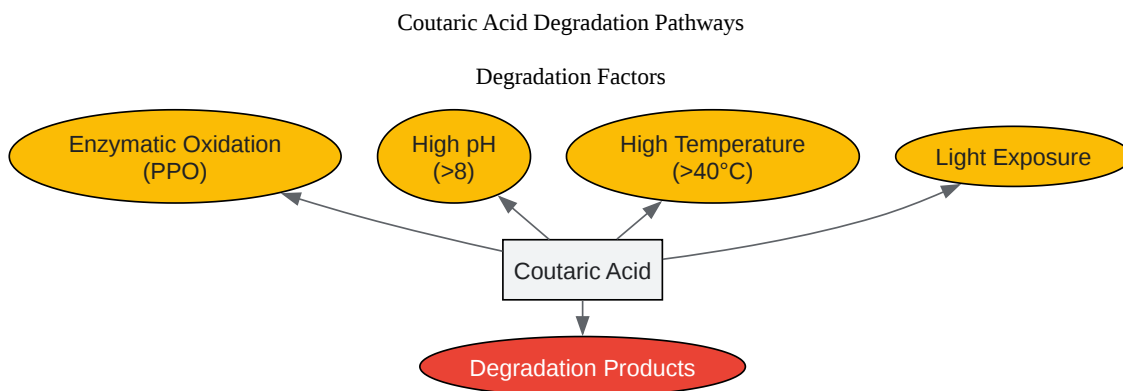 Coutaric Acid Degradation Pathways
Degradation Factors
Enzymatic Oxidation
(PPO)
High pH
(>8)
High Temperature
(>40°C)
Light Exposure
Coutaric Acid
Degradation Products